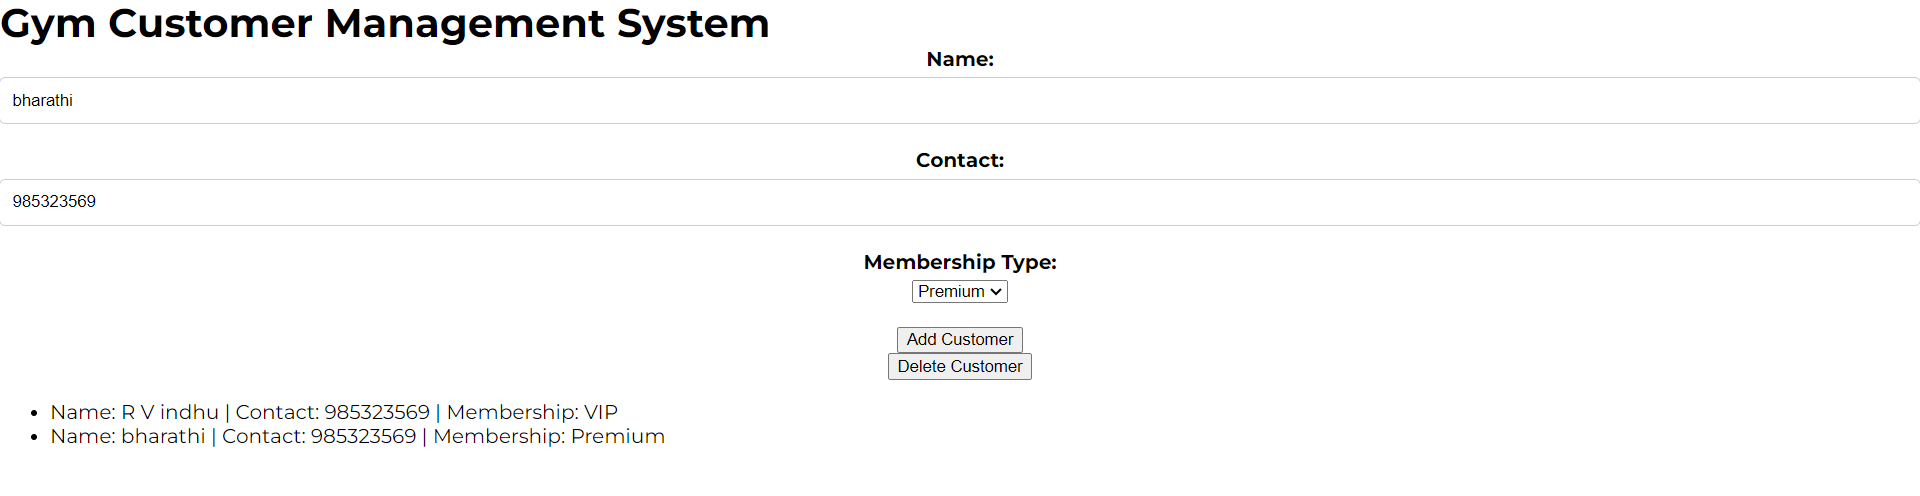 Gym Customer Management System
Name:
bharathi
Contact:
985323569
Membership Type:
Premium
Add Customer
Delete Customer
Name: R V indhu | Contact: 985323569 | Membership: VIP
Name: bharathi | Contact: 985323569 | Membership: Premium